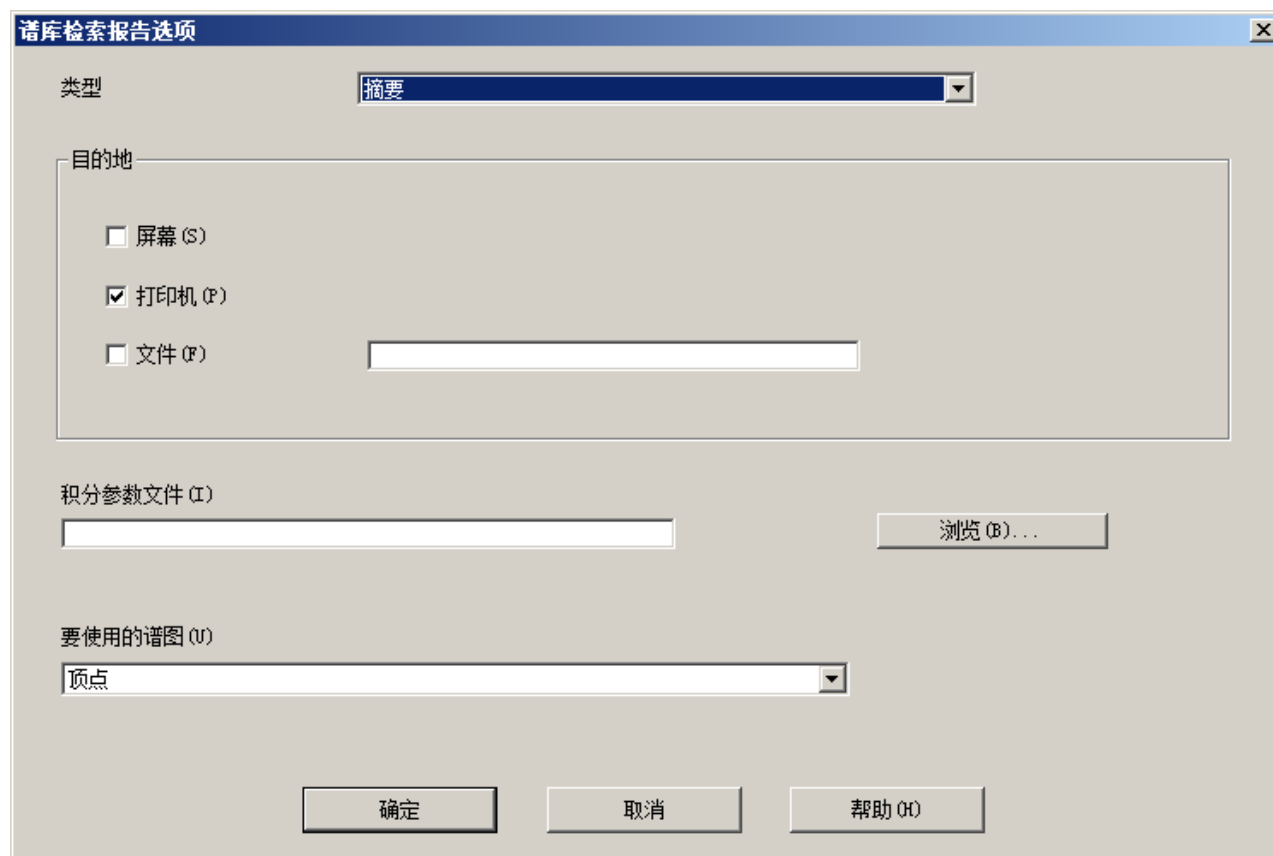 谱库检索报告选项
类型
摘要
目的地
屏幕(S)
打印机(P)
文件(F)
积分参数文件(I)
浏览(B)...
要使用的谱图(U)
顶点
确定
取消
帮助(H)